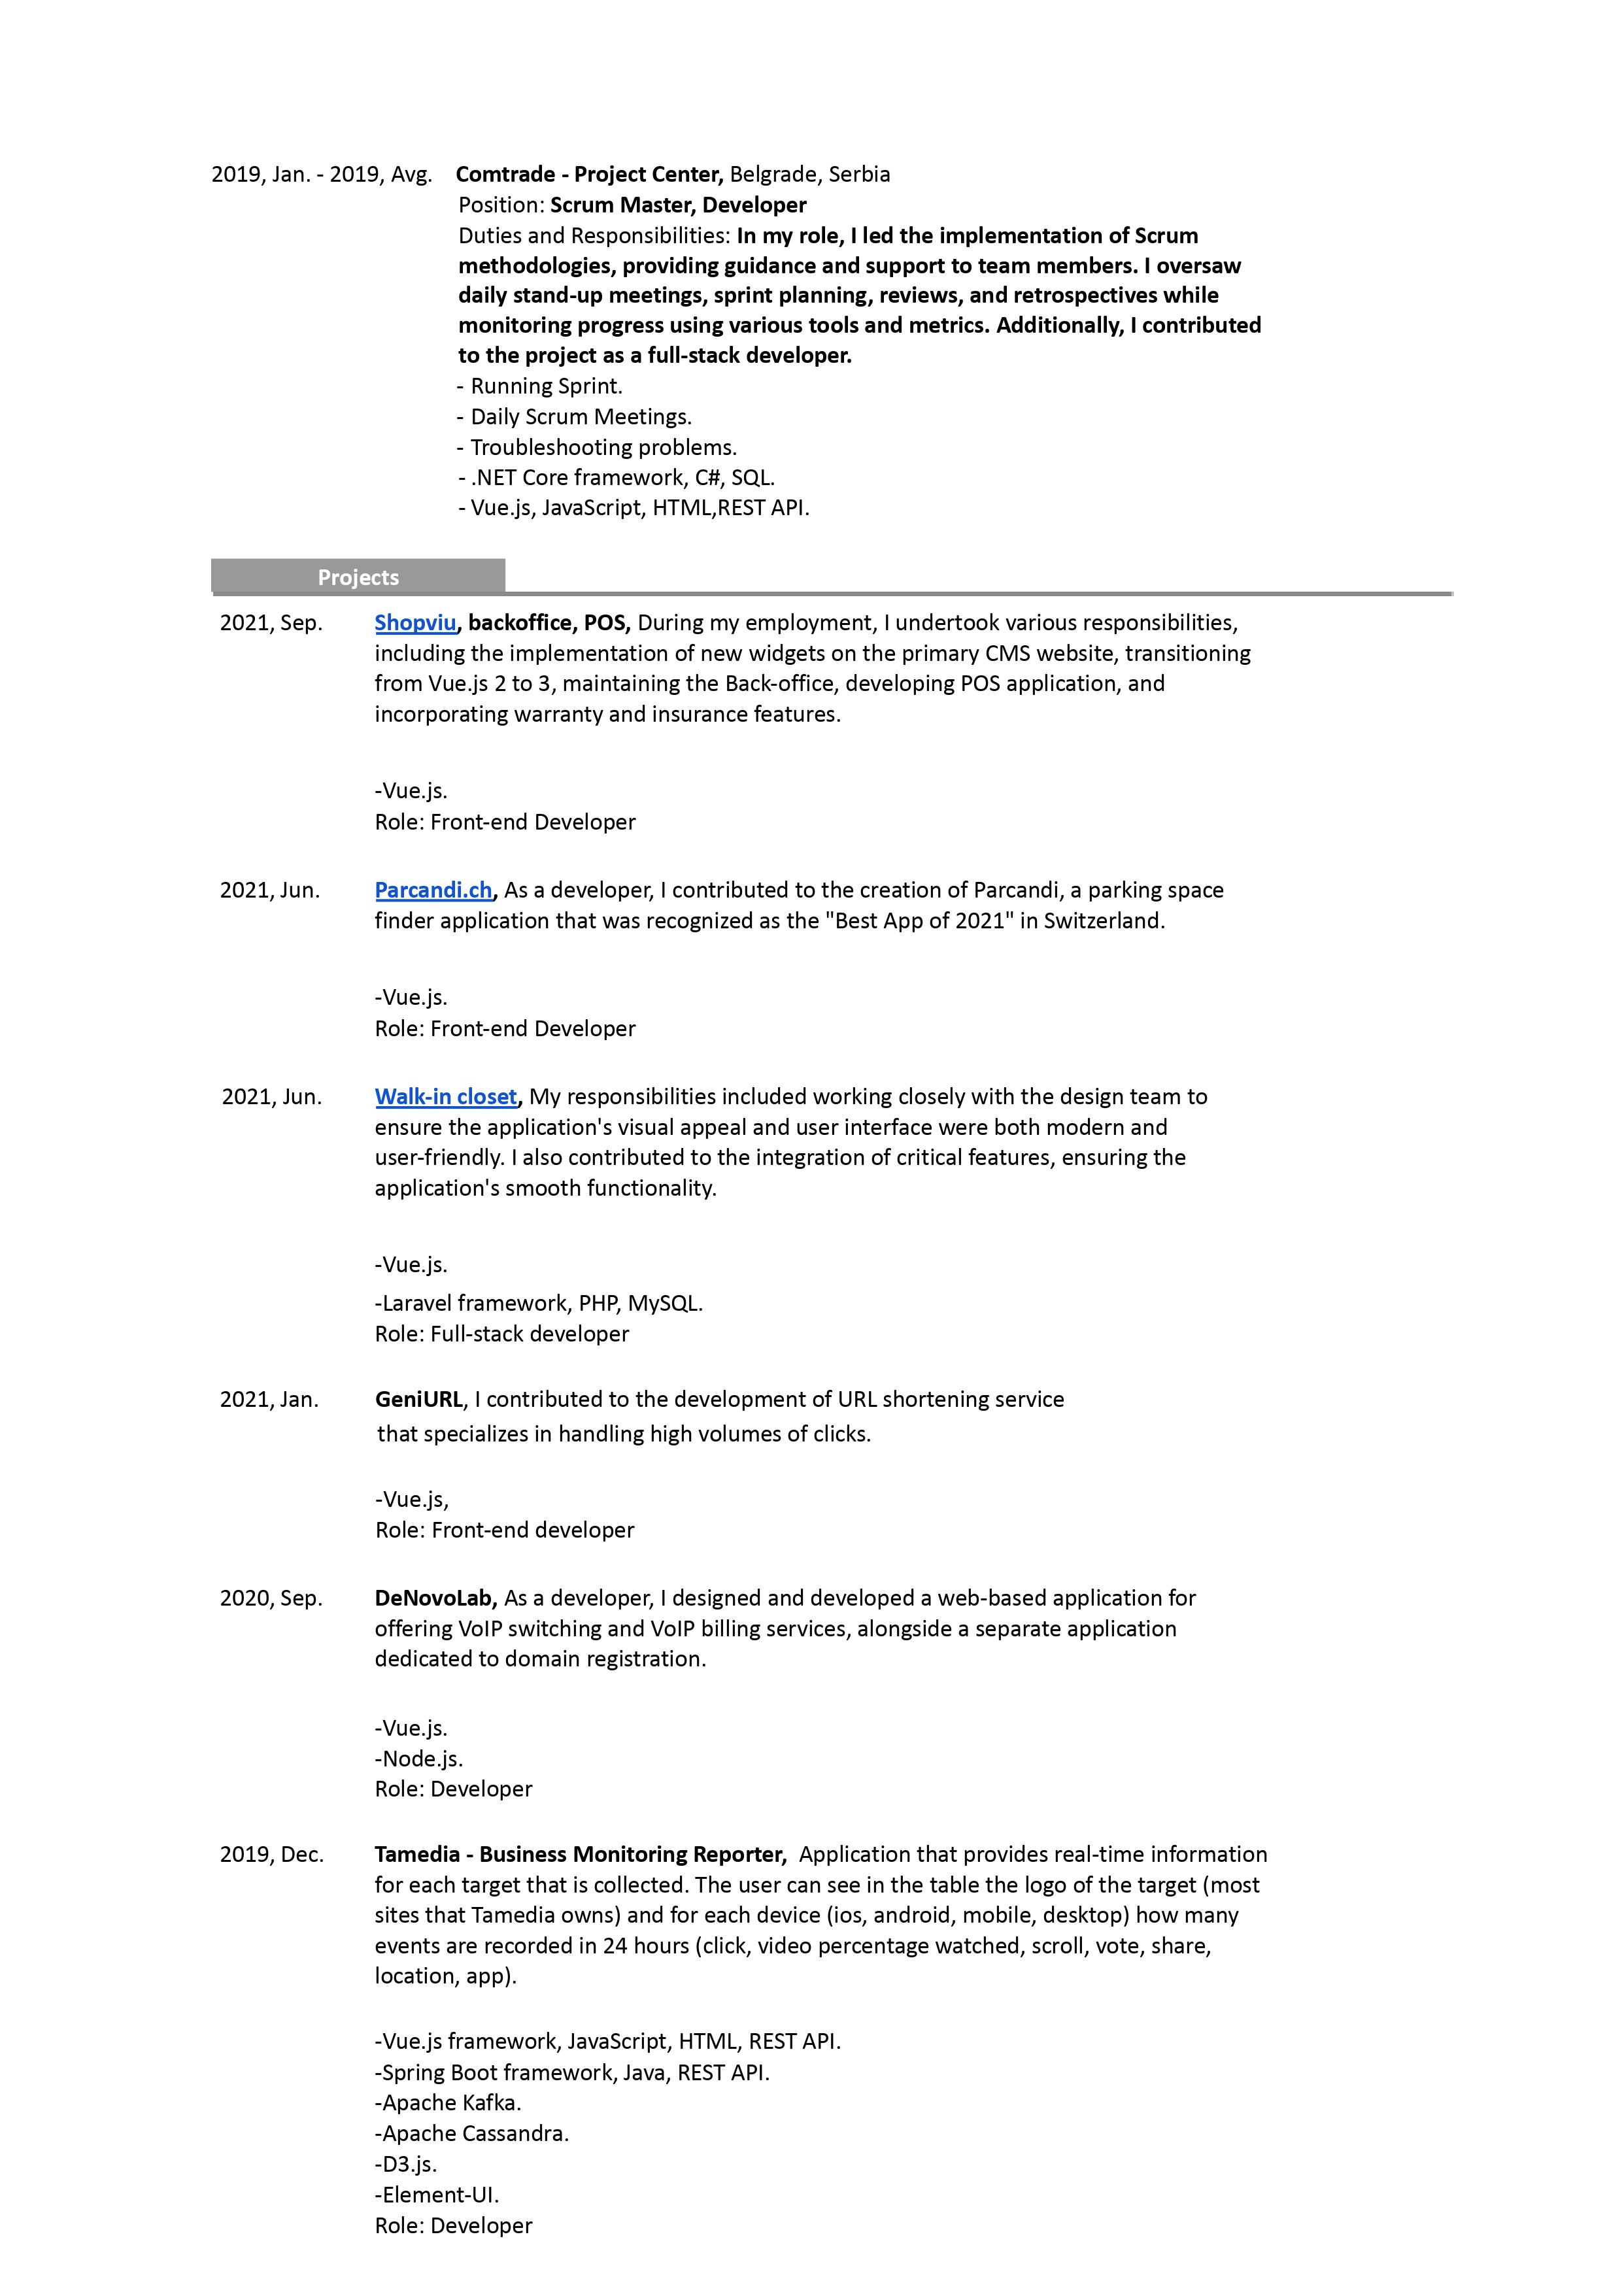 2019, Jan. - 2019, Avg. Comtrade - Project Center, Belgrade, Serbia
Position: Scrum Master, Developer
Duties and Responsibilities: In my role, I led the implementation of Scrum
methodologies, providing guidance and support to team members. I oversaw
daily stand-up meetings, sprint planning, reviews, and retrospectives while
monitoring progress using various tools and metrics. Additionally, I contributed
to the project as a full-stack developer.
- Running Sprint.
- Daily Scrum Meetings.
- Troubleshooting problems.
- .NET Core framework, C#, SQL.
- Vue.js, JavaScript, HTML,REST API.
Projects
2021, Sep. Shopviu, backoffice, POS, During my employment, I undertook various responsibilities,
including the implementation of new widgets on the primary CMS website, transitioning
from Vue.js 2 to 3, maintaining the Back-office, developing POS application, and
incorporating warranty and insurance features.
-Vue.js.
Role: Front-end Developer
2021, Jun. Parcandi.ch, As a developer, I contributed to the creation of Parcandi, a parking space
finder application that was recognized as the "Best App of 2021" in Switzerland.
-Vue.js.
Role: Front-end Developer
2021, Jun. Walk-in closet, My responsibilities included working closely with the design team to
ensure the application's visual appeal and user interface were both modern and
user-friendly. I also contributed to the integration of critical features, ensuring the
application's smooth functionality.
-Vue.js.
-Laravel framework, PHP, MySQL.
Role: Full-stack developer
2021, Jan. GeniURL, I contributed to the development of URL shortening service
that specializes in handling high volumes of clicks.
-Vue.js,
Role: Front-end developer
2020, Sep. DeNovoLab, As a developer, I designed and developed a web-based application for
offering VoIP switching and VoIP billing services, alongside a separate application
dedicated to domain registration.
-Vue.js.
-Node.js.
Role: Developer
2019, Dec. Tamedia - Business Monitoring Reporter, Application that provides real-time information
for each target that is collected. The user can see in the table the logo of the target (most
sites that Tamedia owns) and for each device (ios, android, mobile, desktop) how many
events are recorded in 24 hours (click, video percentage watched, scroll, vote, share,
location, app).
-Vue.js framework, JavaScript, HTML, REST API.
-Spring Boot framework, Java, REST API.
-Apache Kafka.
-Apache Cassandra.
-D3.js.
-Element-UI.
Role: Developer